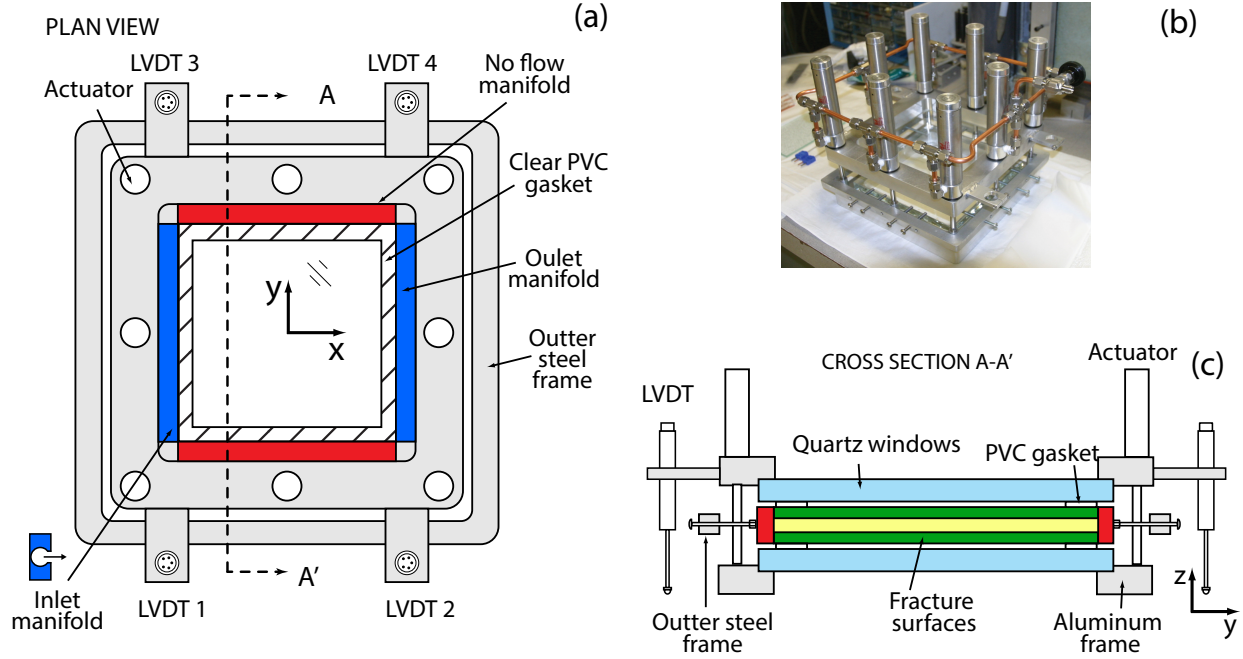 (a)
PLAN VIEW
LVDT 3
LVDT 4
No flow
manifold
Actuator
A
Clear PVC
gasket
Oulet
manifold
y
x
Outter
steel
frame
A'
Inlet
manifold
LVDT 1
LVDT 2
(b)
CROSS SECTION A-A'
Actuator
(c)
LVDT
Quartz windows
PVC gasket
z
y
Outter steel
frame
Fracture
surfaces
Aluminum
frame